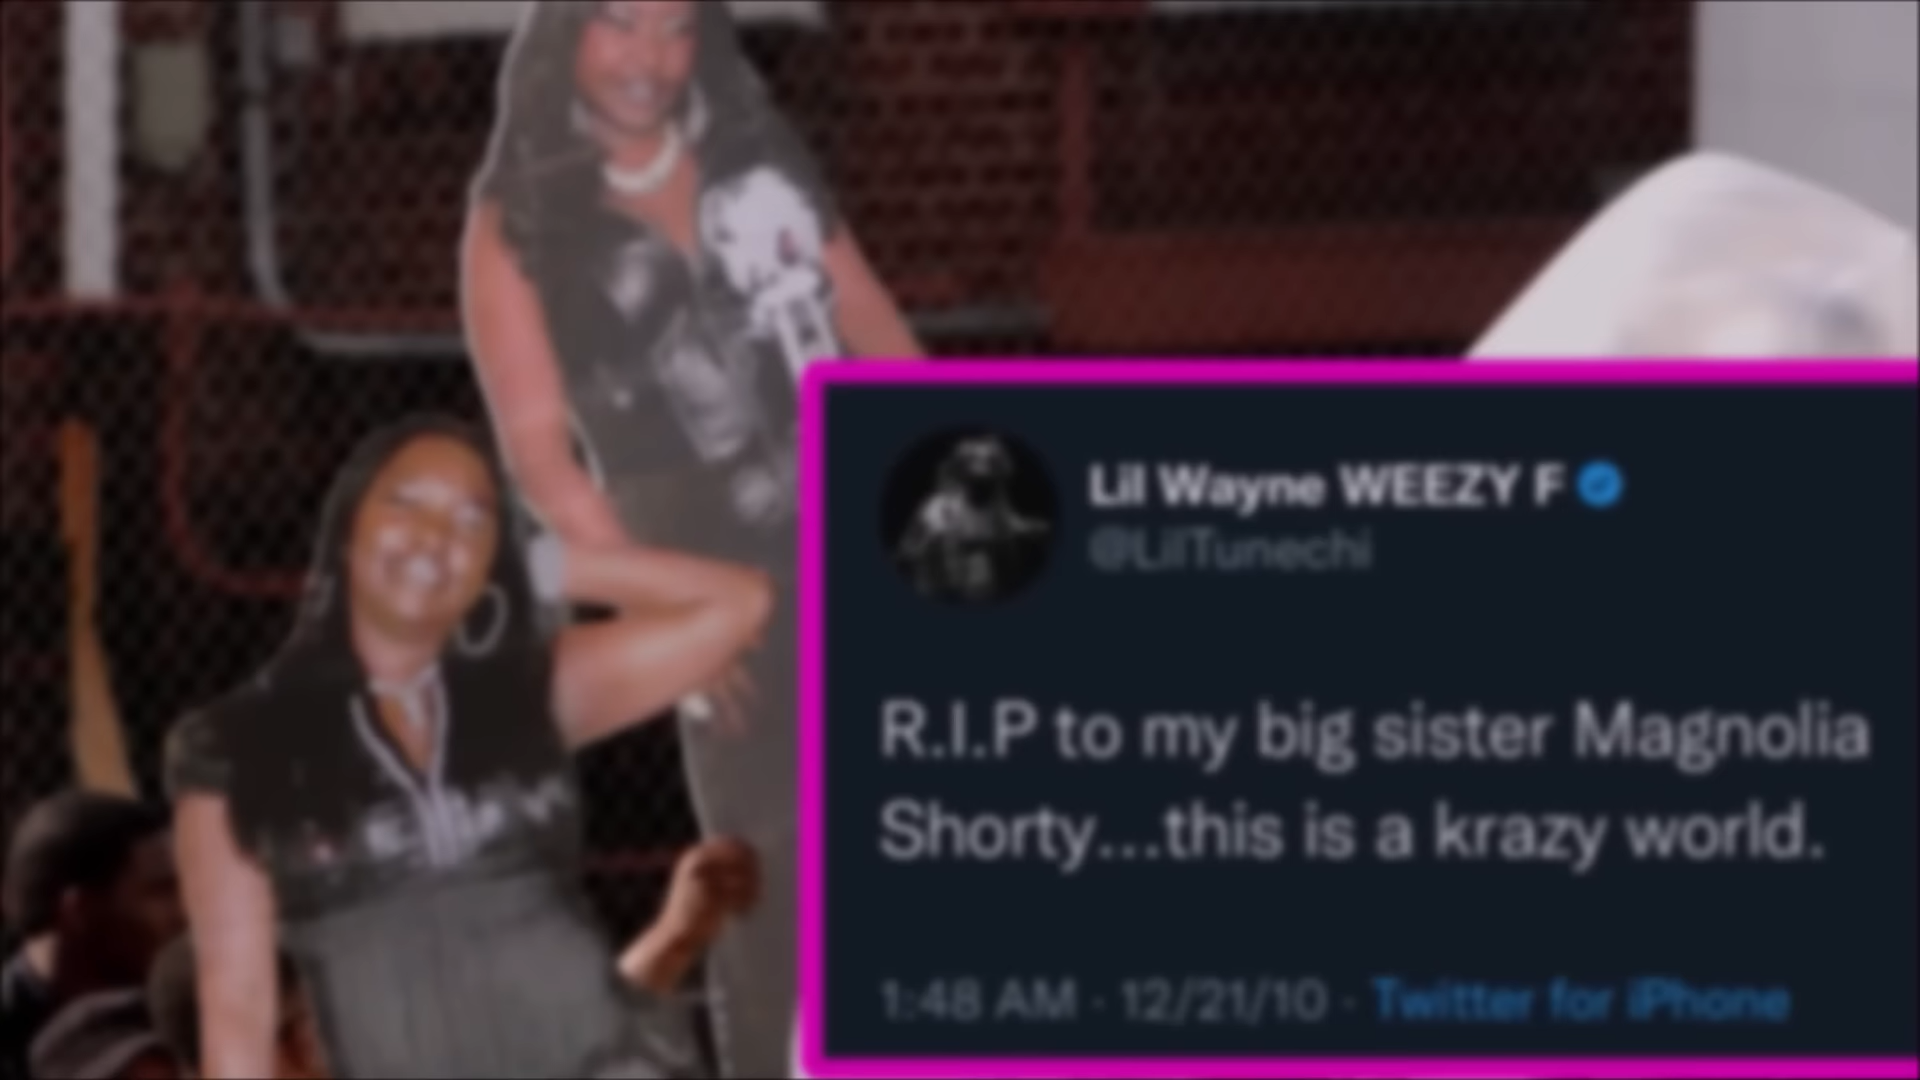 Lil Wayne WEEZY F
@LilTunechi
R.I.P to my big sister Magnolia
Shorty...this is a krazy world.
1:48 AM · 12/21/10 · Twitter for iPhone